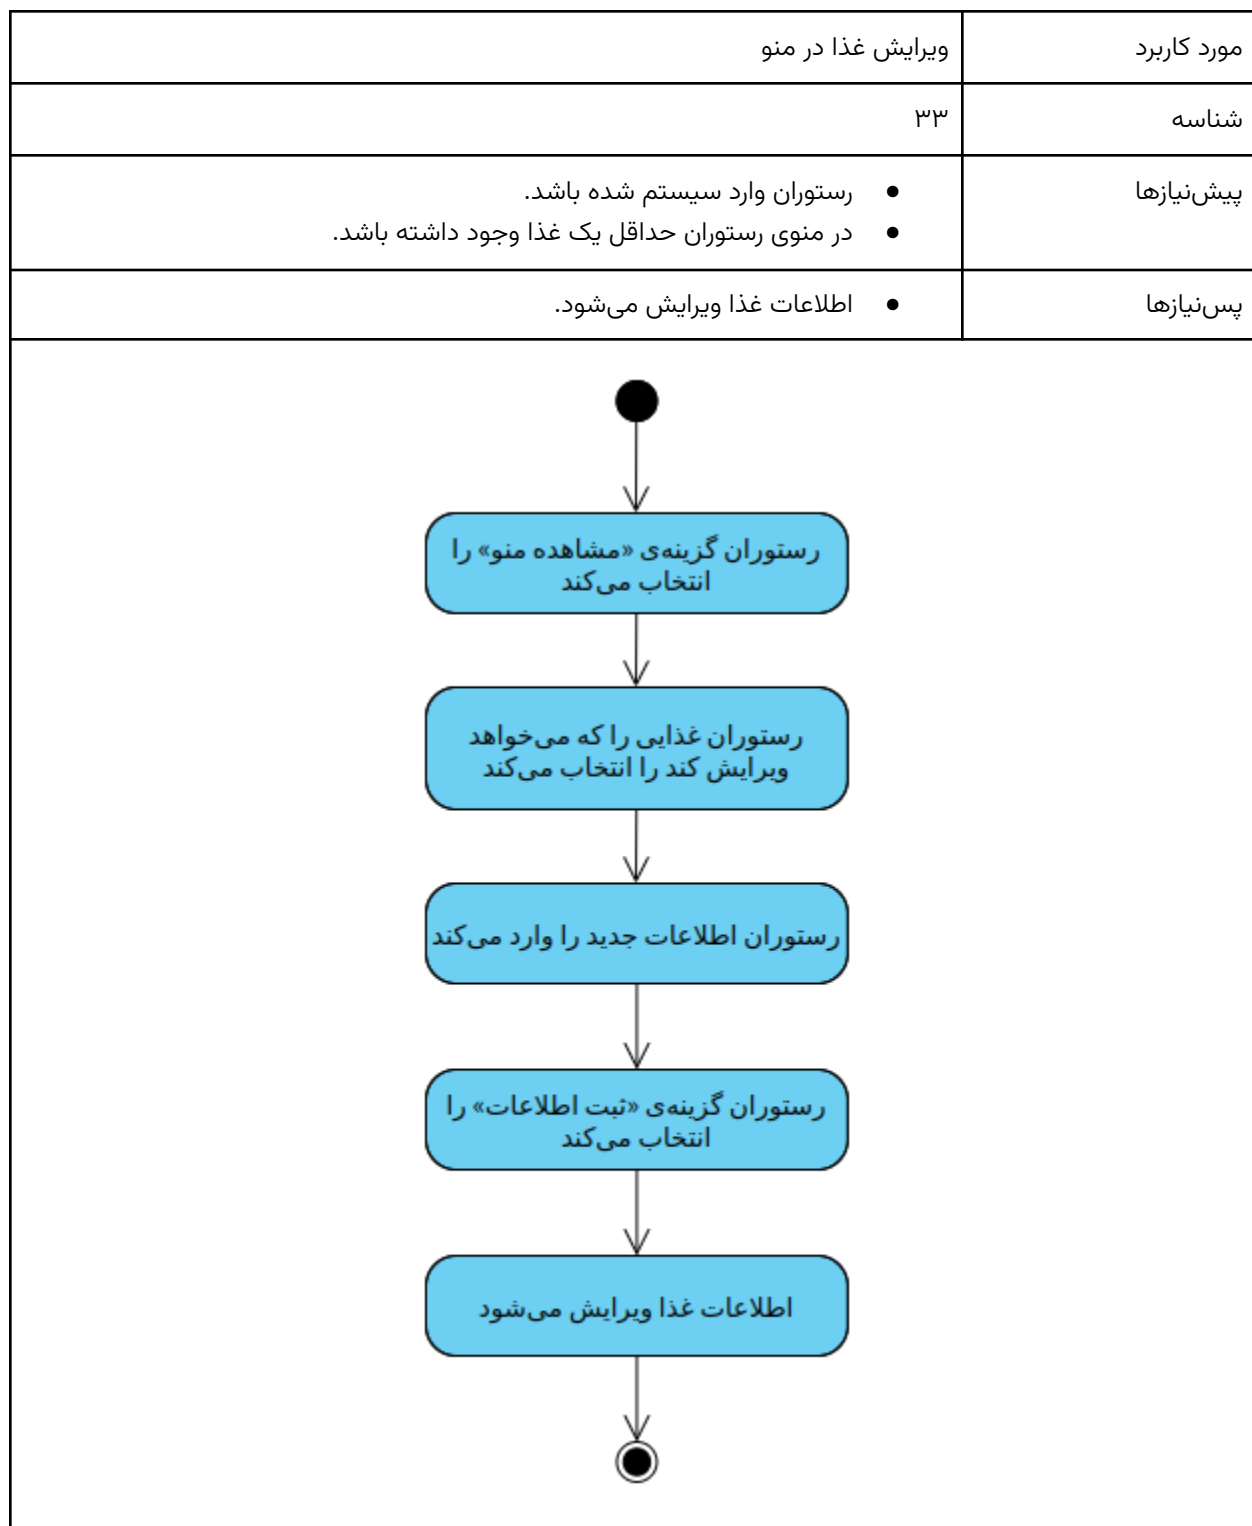 مورد کاربرد
ویرایش غذا در منو
شناسه
۳۳
پیش‌نیازها
● رستوران وارد سیستم شده باشد.
● در منوی رستوران حداقل یک غذا وجود داشته باشد.
پس‌نیازها
● اطلاعات غذا ویرایش می‌شود.
رستوران گزینه‌ی «مشاهده منو» را
انتخاب می‌کند
رستوران غذایی را که می‌خواهد
ویرایش کند را انتخاب می‌کند
رستوران اطلاعات جدید را وارد می‌کند
رستوران گزینه‌ی «ثبت اطلاعات» را
انتخاب می‌کند
اطلاعات غذا ویرایش می‌شود